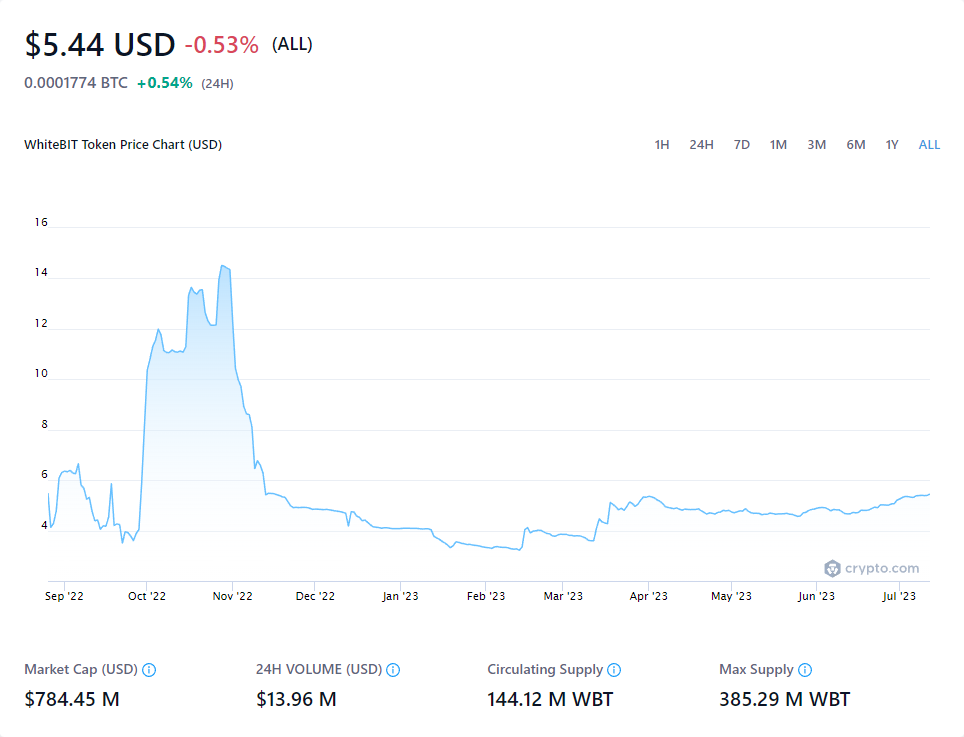 $5.44 USD -0.53% (ALL)
0.0001774 BTC +0.54% (24H)
WhiteBIT Token Price Chart (USD) 1H 24H 7D 1M 3M 6M 1Y ALL
16
14
12
10
8
6
4
crypto.com
Sep '22 Oct '22 Nov '22 Dec '22 Jan '23 Feb '23 Mar '23 Apr '23 May '23 Jun '23 Jul '23
Market Cap (USD) 24H VOLUME (USD) Circulating Supply Max Supply
$784.45 M $13.96 M 144.12 M WBT 385.29 M WBT